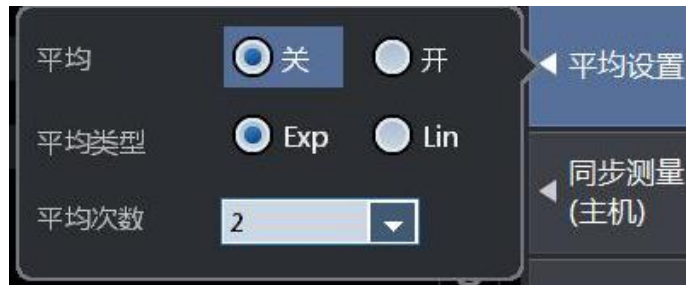 平均 关 开
平均类型 Exp Lin
平均次数 2
平均设置
同步测量
(主机)